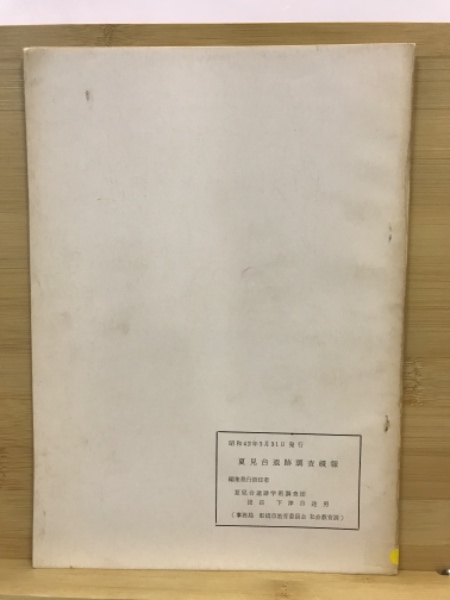 昭和42年3月31日 発行
夏見台遺跡調査概報
編集兼発行責任者
夏見台遺跡学術調査団
団長 下津谷達男
(事務局 船橋市教育委員会 社会教育課)